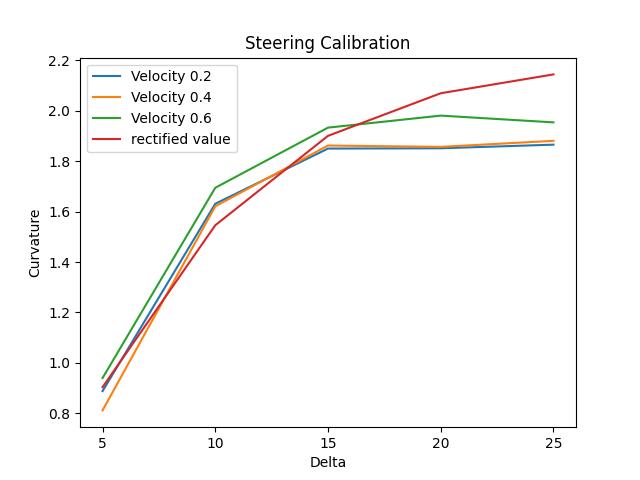 Steering Calibration
2.2
2.0
1.8
1.6
1.4
1.2
1.0
0.8
Curvature
Velocity 0.2
Velocity 0.4
Velocity 0.6
rectified value
5 10 15 20 25
Delta